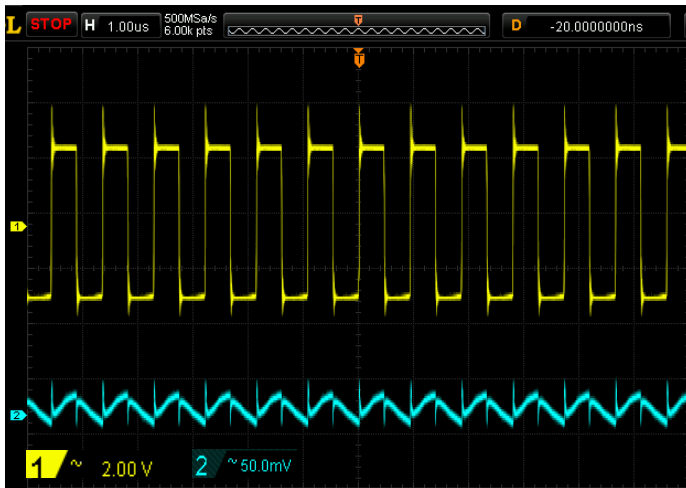 L STOP H 1.00us 500MSa/s 6.00k pts T D -20.0000000ns
T
1
2
1 ~ 2.00 V 2 ~ 50.0mV